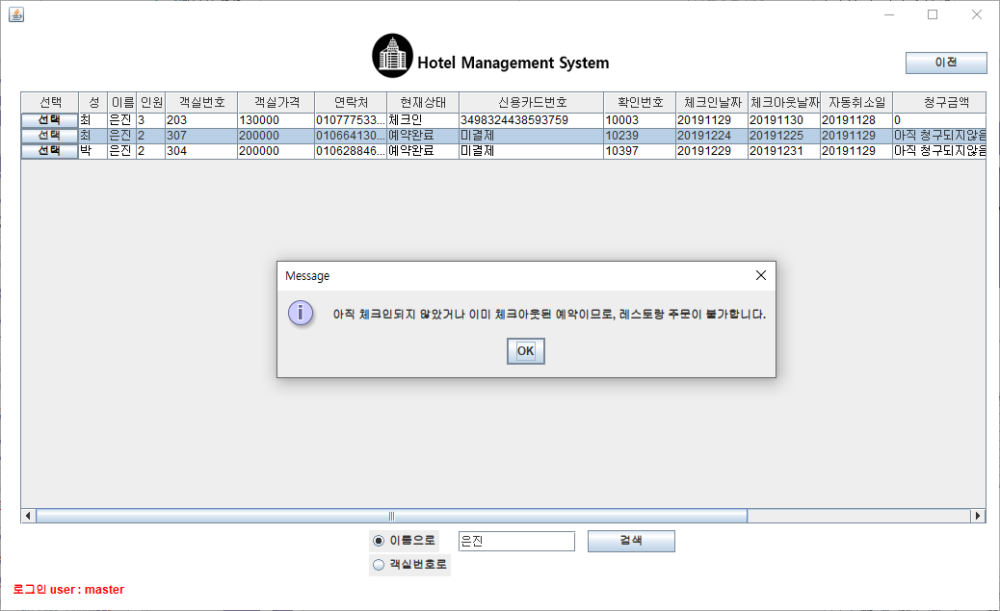 Hotel Management System
이전
선택 성 이름 인원 객실번호 객실가격 연락처 현재상태 신용카드번호 확인번호 체크인날짜 체크아웃날짜 자동취소일 청구금액
선택 최 은진 3 203 130000 010777533... 체크인 3498324438593759 10003 20191129 20191130 20191128 0
선택 최 은진 2 307 200000 010664130... 예약완료 미결제 10239 20191224 20191225 20191129 아직 청구되지않음
선택 박 은진 2 304 200000 010628846... 예약완료 미결제 10397 20191229 20191231 20191129 아직 청구되지않음
Message
아직 체크인되지 않았거나 이미 체크아웃된 예약이므로, 레스토랑 주문이 불가합니다.
OK
이름으로 은진 검색
객실번호로
로그인 user : master